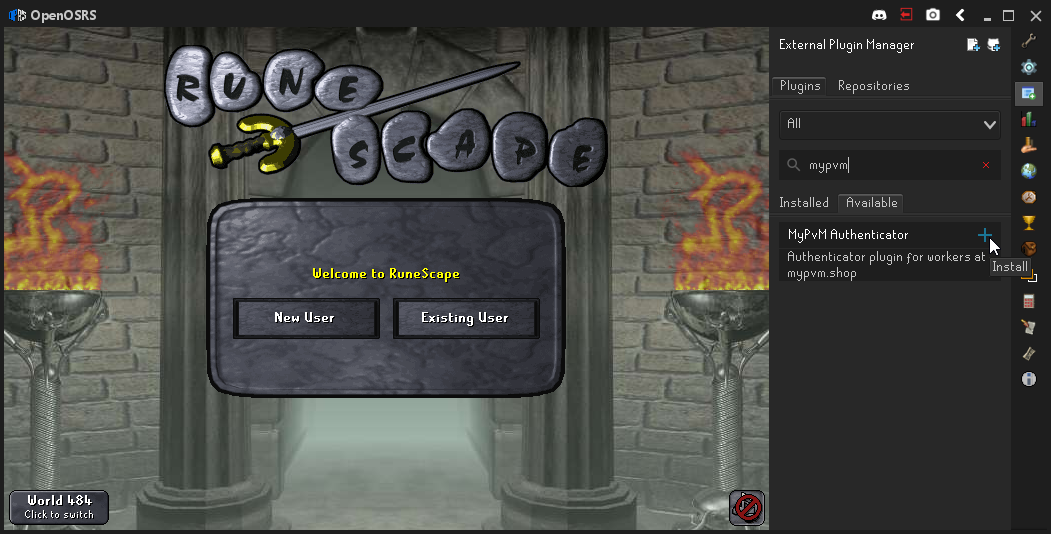 OpenOSRS
RUNE
SCAPE
Welcome to RuneScape
New User
Existing User
World 484
Click to switch
External Plugin Manager
Plugins
Repositories
All
mypvm
Installed
Available
MyPvM Authenticator
Authenticator plugin for workers at
mypvm.shop
Install